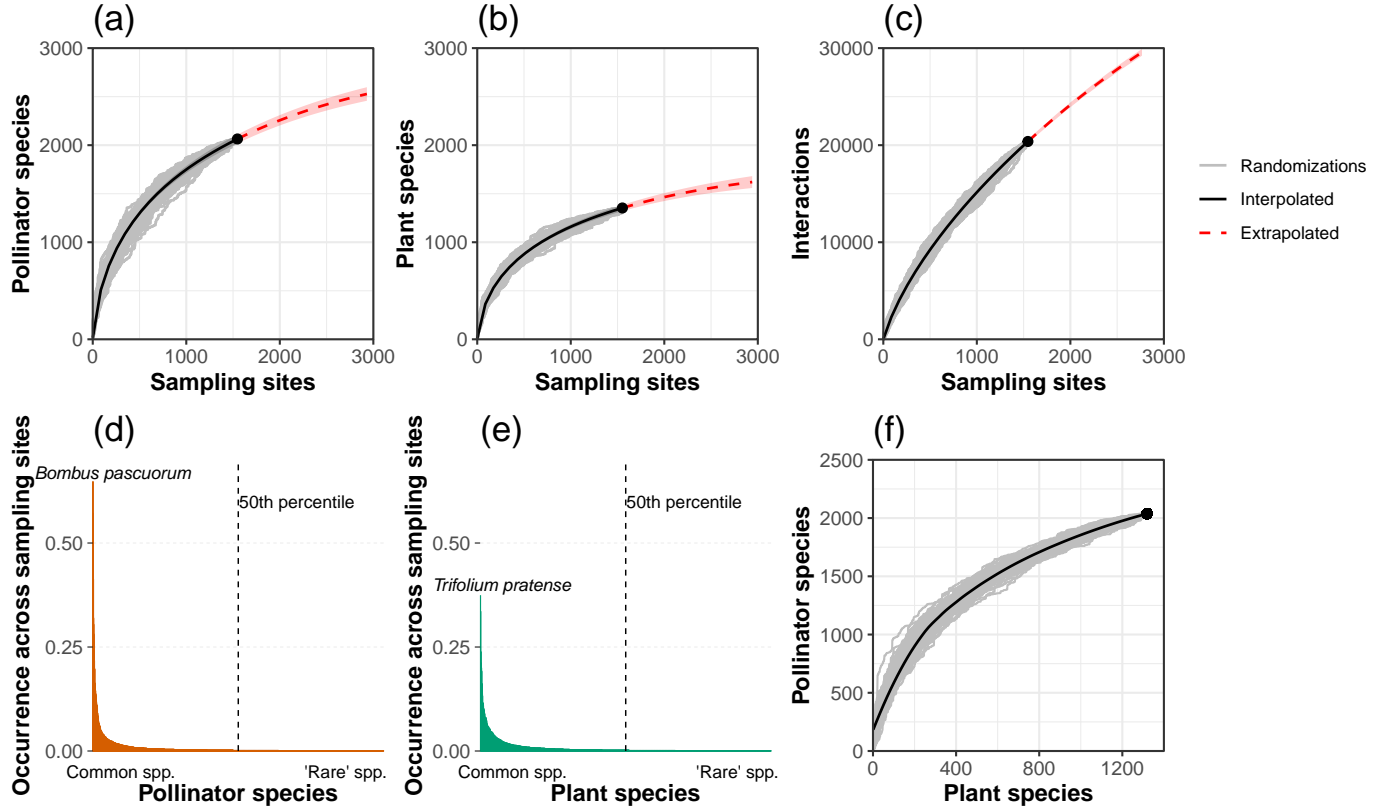 (a)
(b)
(c)
3000
2000
1000
0
Pollinator species
0 1000 2000 3000
Sampling sites
3000
2000
1000
0
Plant species
0 1000 2000 3000
Sampling sites
30000
20000
10000
0
Interactions
0 1000 2000 3000
Sampling sites
Randomizations
Interpolated
Extrapolated
(d)
(e)
(f)
Occurrence across sampling sites
Bombus pascuorum
50th percentile
0.50
0.25
0.00
Common spp. 'Rare' spp.
Pollinator species
Occurrence across sampling sites
50th percentile
0.50
Trifolium pratense
0.25
0.00
Common spp. 'Rare' spp.
Plant species
2500
2000
1500
1000
500
0
Pollinator species
0 400 800 1200
Plant species